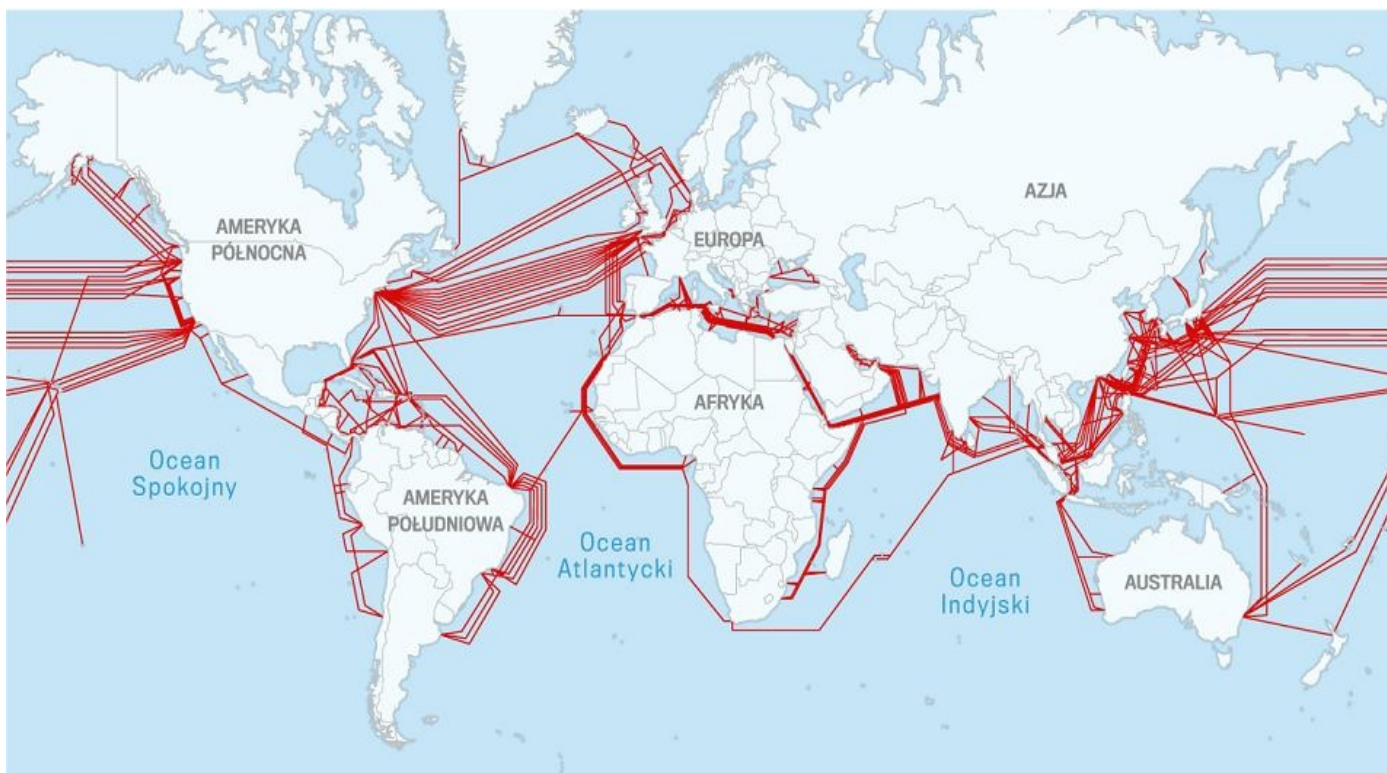 AMERYKA
PÓŁNOCNA
EUROPA
AZJA
AFRYKA
Ocean
Spokojny
AMERYKA
POŁUDNIOWA
Ocean
Atlantycki
Ocean
Indyjski
AUSTRALIA